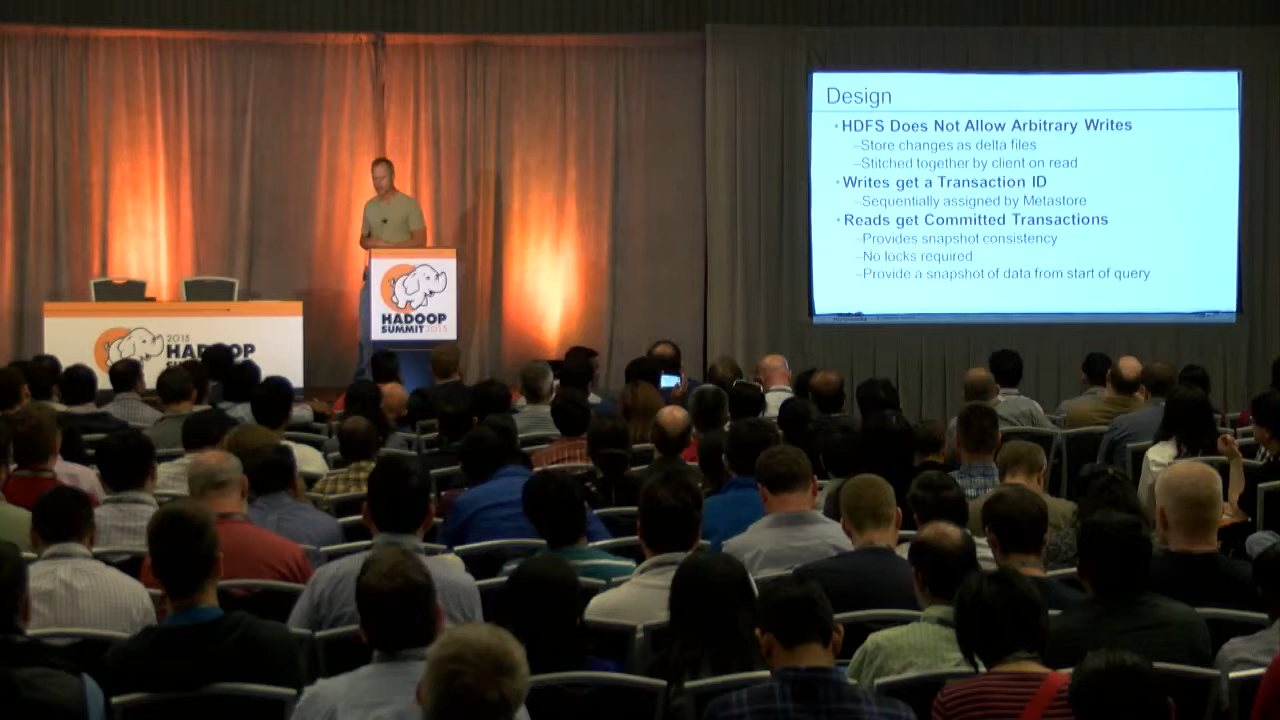 Design
•HDFS Does Not Allow Arbitrary Writes
–Store changes as delta files
–Stitched together by client on read
•Writes get a Transaction ID
–Sequentially assigned by Metastore
•Reads get Committed Transactions
–Provides snapshot consistency
–No locks required
–Provide a snapshot of data from start of query
HADOOP
SUMMIT 2015
2015
HADOOP